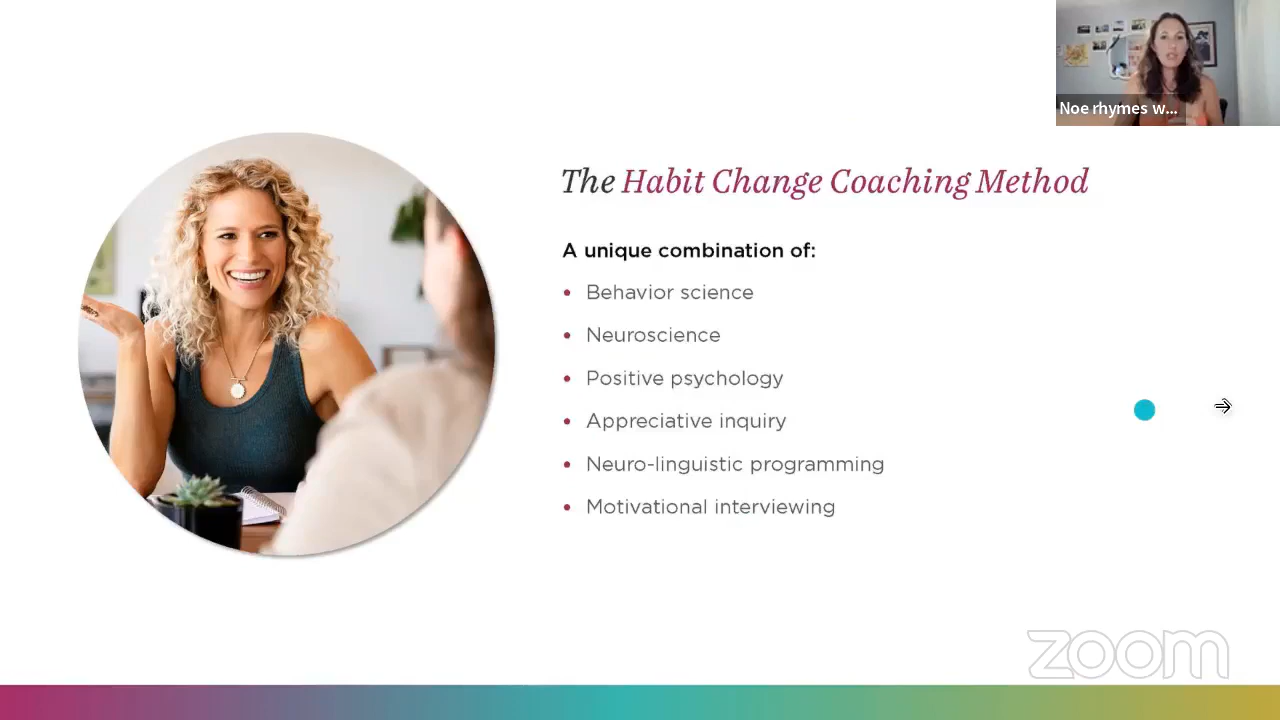 Noe rhymes w...
The Habit Change Coaching Method
A unique combination of:
• Behavior science
• Neuroscience
• Positive psychology
• Appreciative inquiry
• Neuro-linguistic programming
• Motivational interviewing
zoom